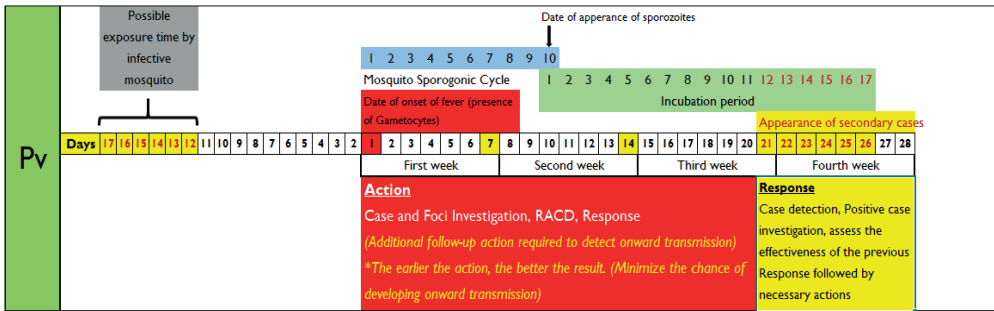 Possible
exposure time by
infective
mosquito
Date of apperance of sporozoites
1 2 3 4 5 6 7 8 9 10
Mosquito Sporogonic Cycle
1 2 3 4 5 6 7 8 9 10 11 12 13 14 15 16 17
Incubation period
Date of onset of fever (presence
of Gametocytes)
Appearance of secondary cases
Pv
Days 17 16 15 14 13 12 11 10 9 8 7 6 5 4 3 2 1 2 3 4 5 6 7 8 9 10 11 12 13 14 15 16 17 18 19 20 21 22 23 24 25 26 27 28
First week Second week Third week Fourth week
Action
Case and Foci Investigation, RACD, Response
(Additional follow-up action required to detect onward transmission)
*The earlier the action, the better the result. (Minimize the chance of
developing onward transmission)
Response
Case detection, Positive case
investigation, assess the
effectiveness of the previous
Response followed by
necessary actions